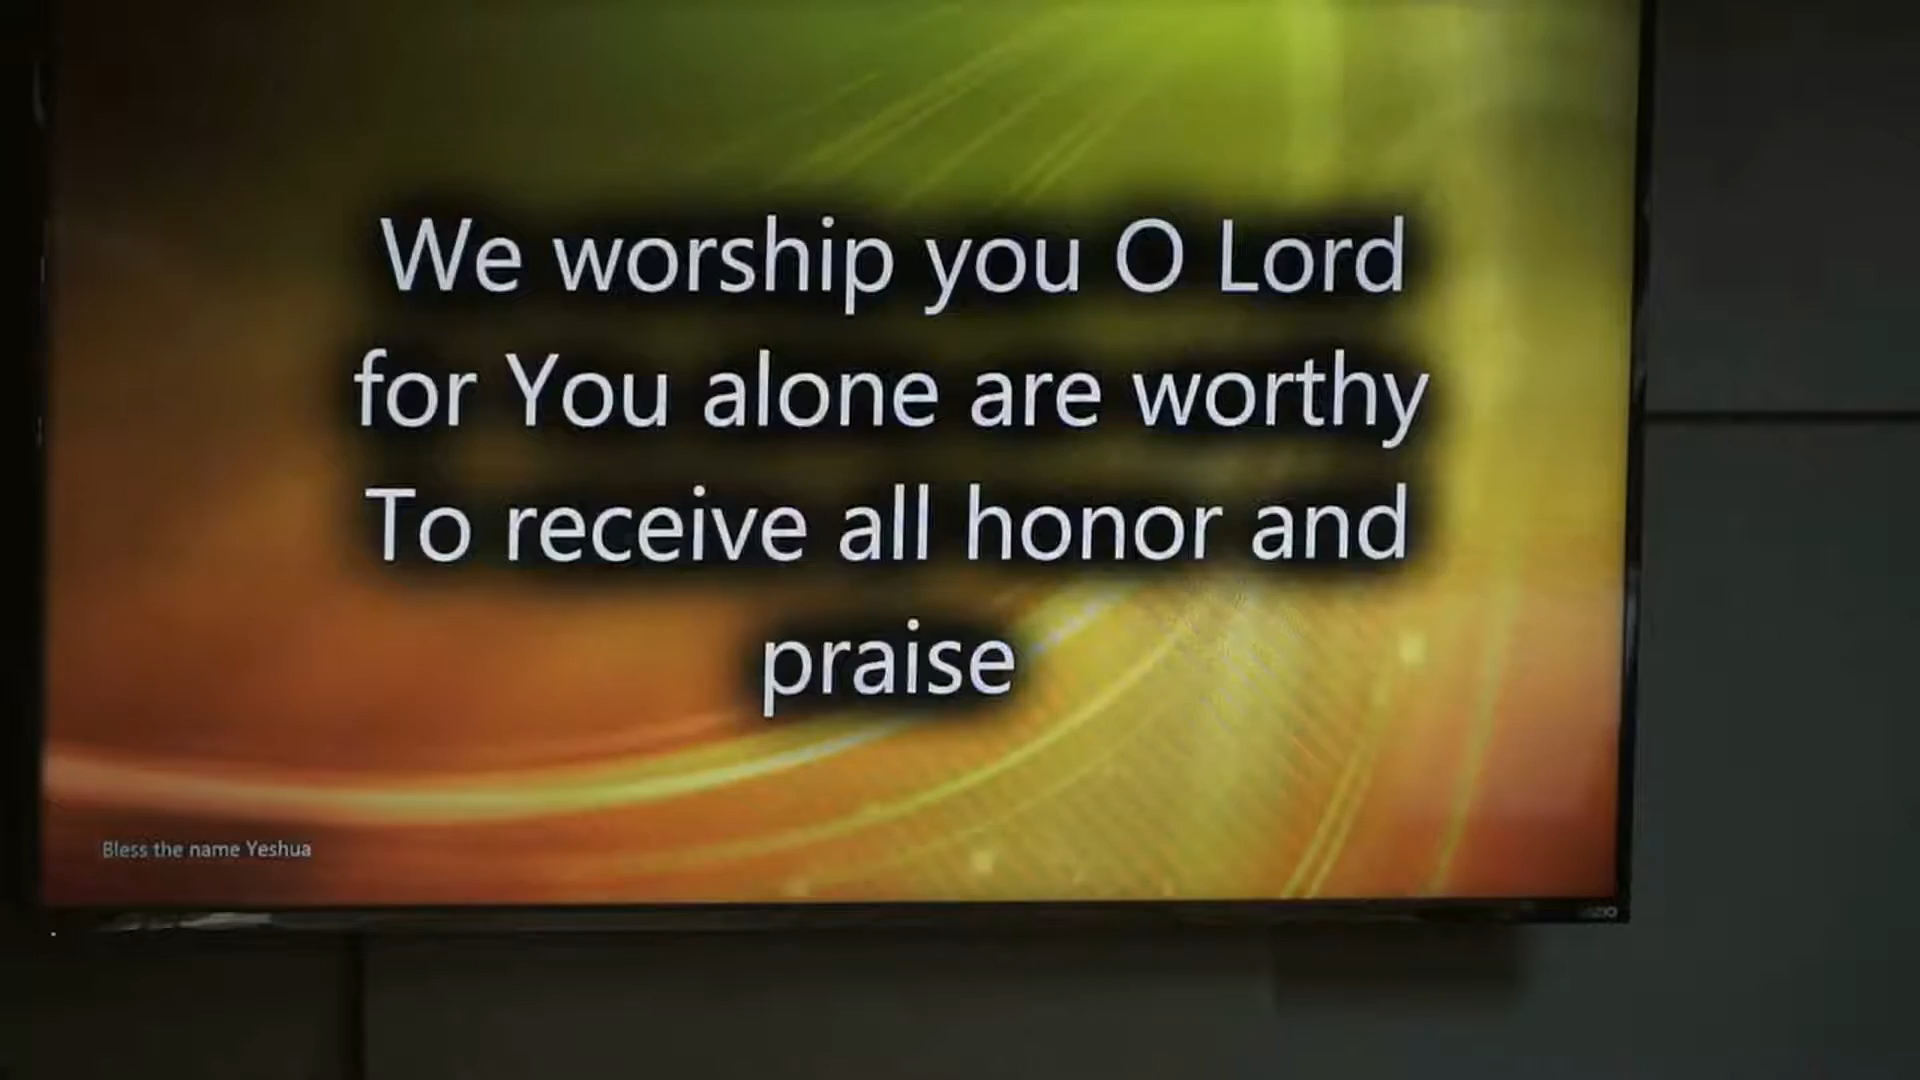 We worship you O Lord
for You alone are worthy
To receive all honor and
praise
Bless the name Yeshua
VIZIO